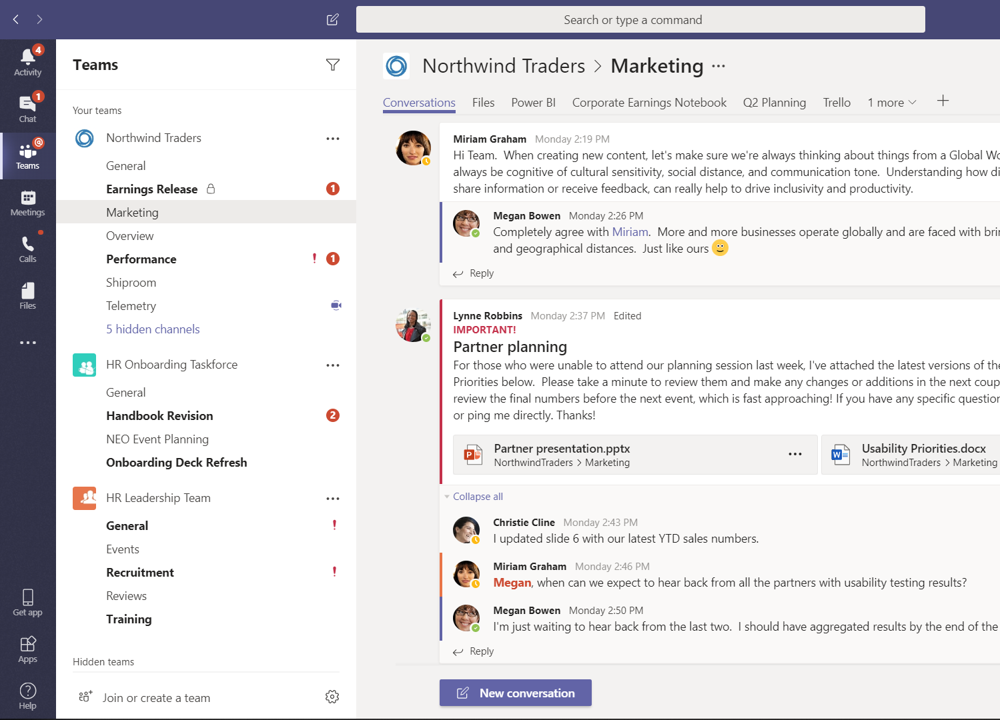 Search or type a command
4
Activity
1
Chat
@
Teams
Meetings
Calls
Files
Get app
Apps
Help
Teams
Your teams
Northwind Traders
General
Earnings Release 1
Marketing
Overview
Performance ! 1
Shiproom
Telemetry
5 hidden channels
HR Onboarding Taskforce
General
Handbook Revision 2
NEO Event Planning
Onboarding Deck Refresh
HR Leadership Team
General !
Events
Recruitment !
Reviews
Training
Hidden teams
Join or create a team
Northwind Traders > Marketing ...
Conversations Files Power BI Corporate Earnings Notebook Q2 Planning Trello 1 more
Miriam Graham Monday 2:19 PM
Hi Team. When creating new content, let's make sure we're always thinking about things from a Global Wo
always be cognitive of cultural sensitivity, social distance, and communication tone. Understanding how di
share information or receive feedback, can really help to drive inclusivity and productivity.
Megan Bowen Monday 2:26 PM
Completely agree with Miriam. More and more businesses operate globally and are faced with brin
and geographical distances. Just like ours
Reply
Lynne Robbins Monday 2:37 PM Edited
IMPORTANT!
Partner planning
For those who were unable to attend our planning session last week, I've attached the latest versions of the
Priorities below. Please take a minute to review them and make any changes or additions in the next coup
review the final numbers before the next event, which is fast approaching! If you have any specific question
or ping me directly. Thanks!
Partner presentation.pptx
NorthwindTraders > Marketing
Usability Priorities.docx
NorthwindTraders > Marketing
Collapse all
Christie Cline Monday 2:43 PM
I updated slide 6 with our latest YTD sales numbers.
Miriam Graham Monday 2:46 PM
Megan, when can we expect to hear back from all the partners with usability testing results?
Megan Bowen Monday 2:50 PM
I'm just waiting to hear back from the last two. I should have aggregated results by the end of the
Reply
New conversation